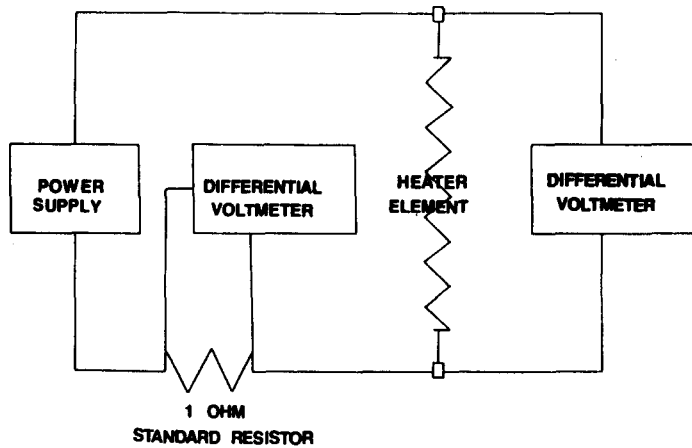 POWER
SUPPLY
DIFFERENTIAL
VOLTMETER
HEATER
ELEMENT
DIFFERENTIAL
VOLTMETER
1 OHM
STANDARD RESISTOR